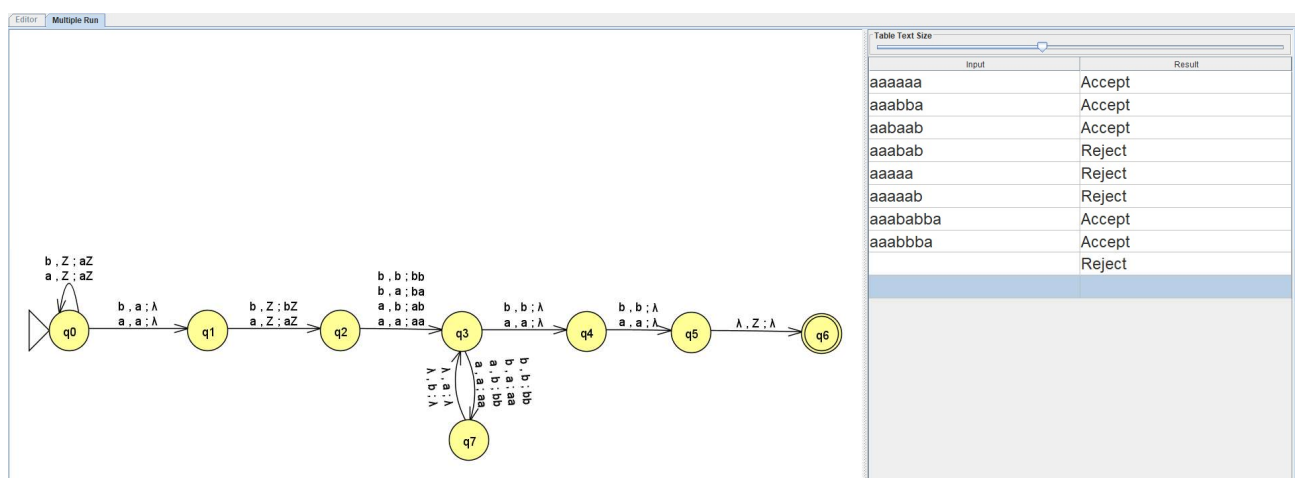 Editor Multiple Run
Table Text Size
Input Result
aaaaaa Accept
aaabba Accept
aabaab Accept
aaabab Reject
aaaaa Reject
aaaaab Reject
aaababba Accept
aaabbba Accept
Reject
b , Z ; aZ
a , Z ; aZ
b , a ; λ
a , a ; λ
b , Z ; bZ
a , Z ; aZ
b , b ; bb
b , a ; ba
a , b ; ab
a , a ; aa
b , b ; λ
a , a ; λ
b , b ; λ
a , a ; λ
λ , Z ; λ
q0 q1 q2 q3 q4 q5 q6
λ , a ; λ
λ , b ; λ
b , b ; bb
b , a ; aa
a , b ; bb
a , a ; aa
q7